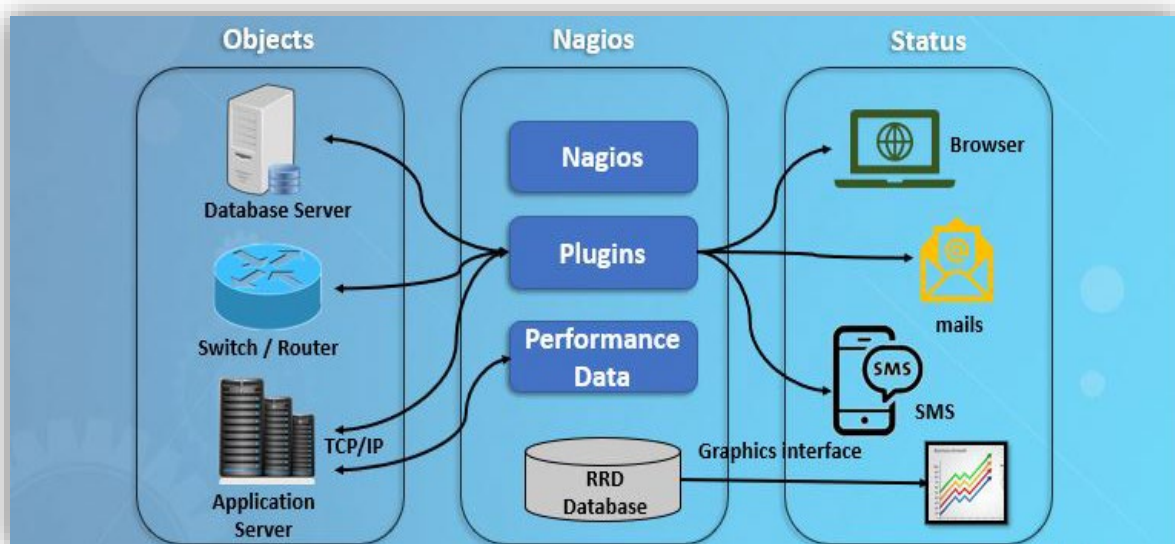 Objects
Nagios
Status
Database Server
Switch / Router
TCP/IP
Application
Server
Nagios
Plugins
Performance
Data
RRD
Database
Browser
@
mails
SMS
SMS
Graphics interface